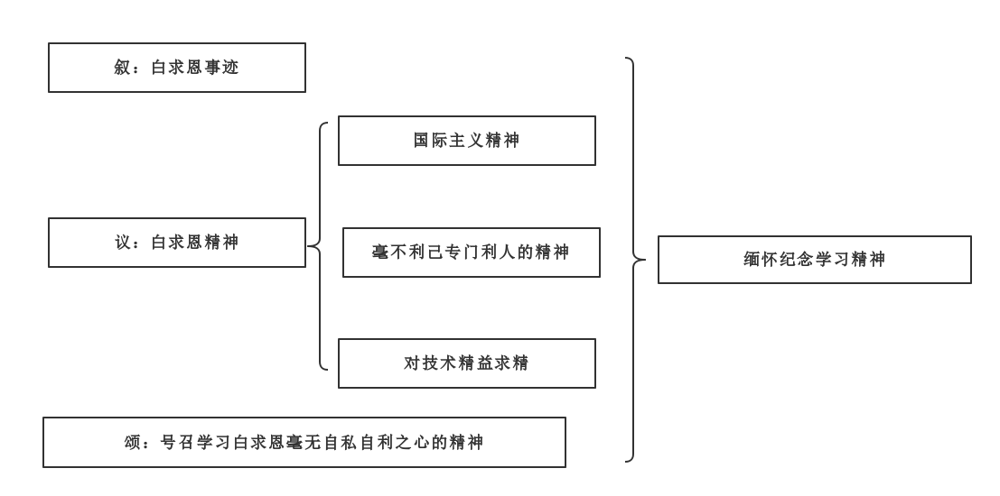 叙：白求恩事迹
国际主义精神
议：白求恩精神
毫不利己专门利人的精神
缅怀纪念学习精神
对技术精益求精
颂：号召学习白求恩毫无自私自利之心的精神